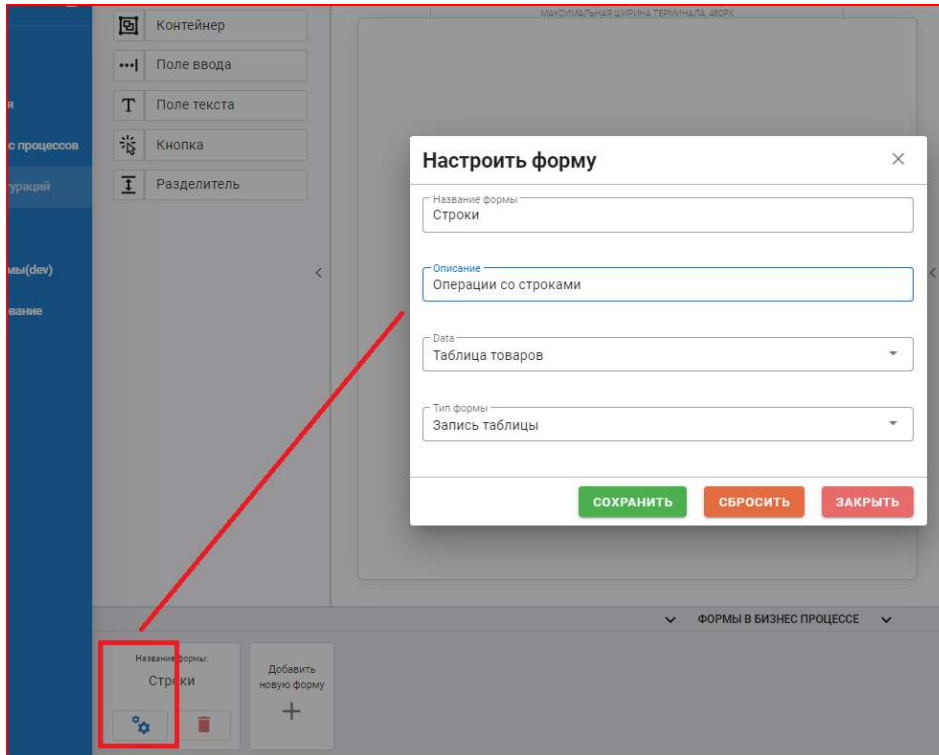 МАКСИМАЛЬНАЯ ШИРИНА ТЕРМИНАЛА, 480PX
Контейнер
Поле ввода
Поле текста
с процессов
Кнопка
гураций
Разделитель
мы(dev)
вание
Настроить форму
Название формы
Строки
Описание
Операции со строками
Data
Таблица товаров
Тип формы
Запись таблицы
СОХРАНИТЬ
СБРОСИТЬ
ЗАКРЫТЬ
ФОРМЫ В БИЗНЕС ПРОЦЕССЕ
Название формы:
Строки
Добавить
новую форму